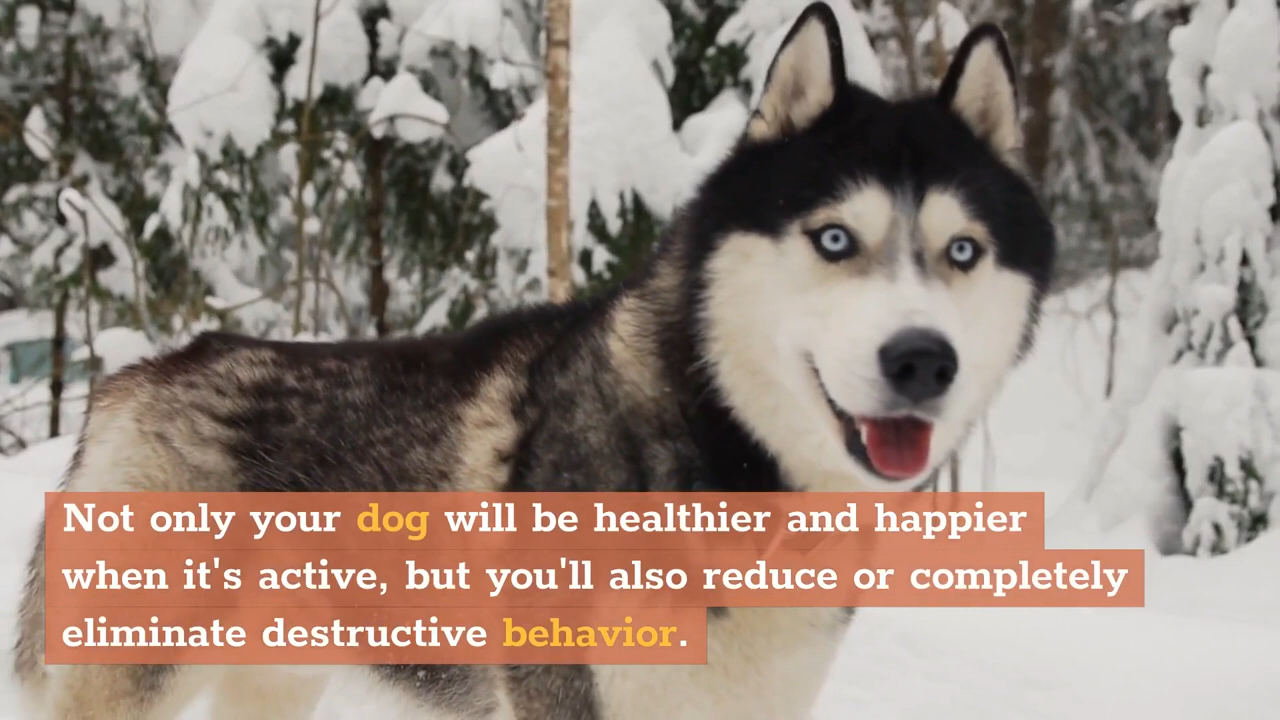 Not only your dog will be healthier and happier
when it's active, but you'll also reduce or completely
eliminate destructive behavior.